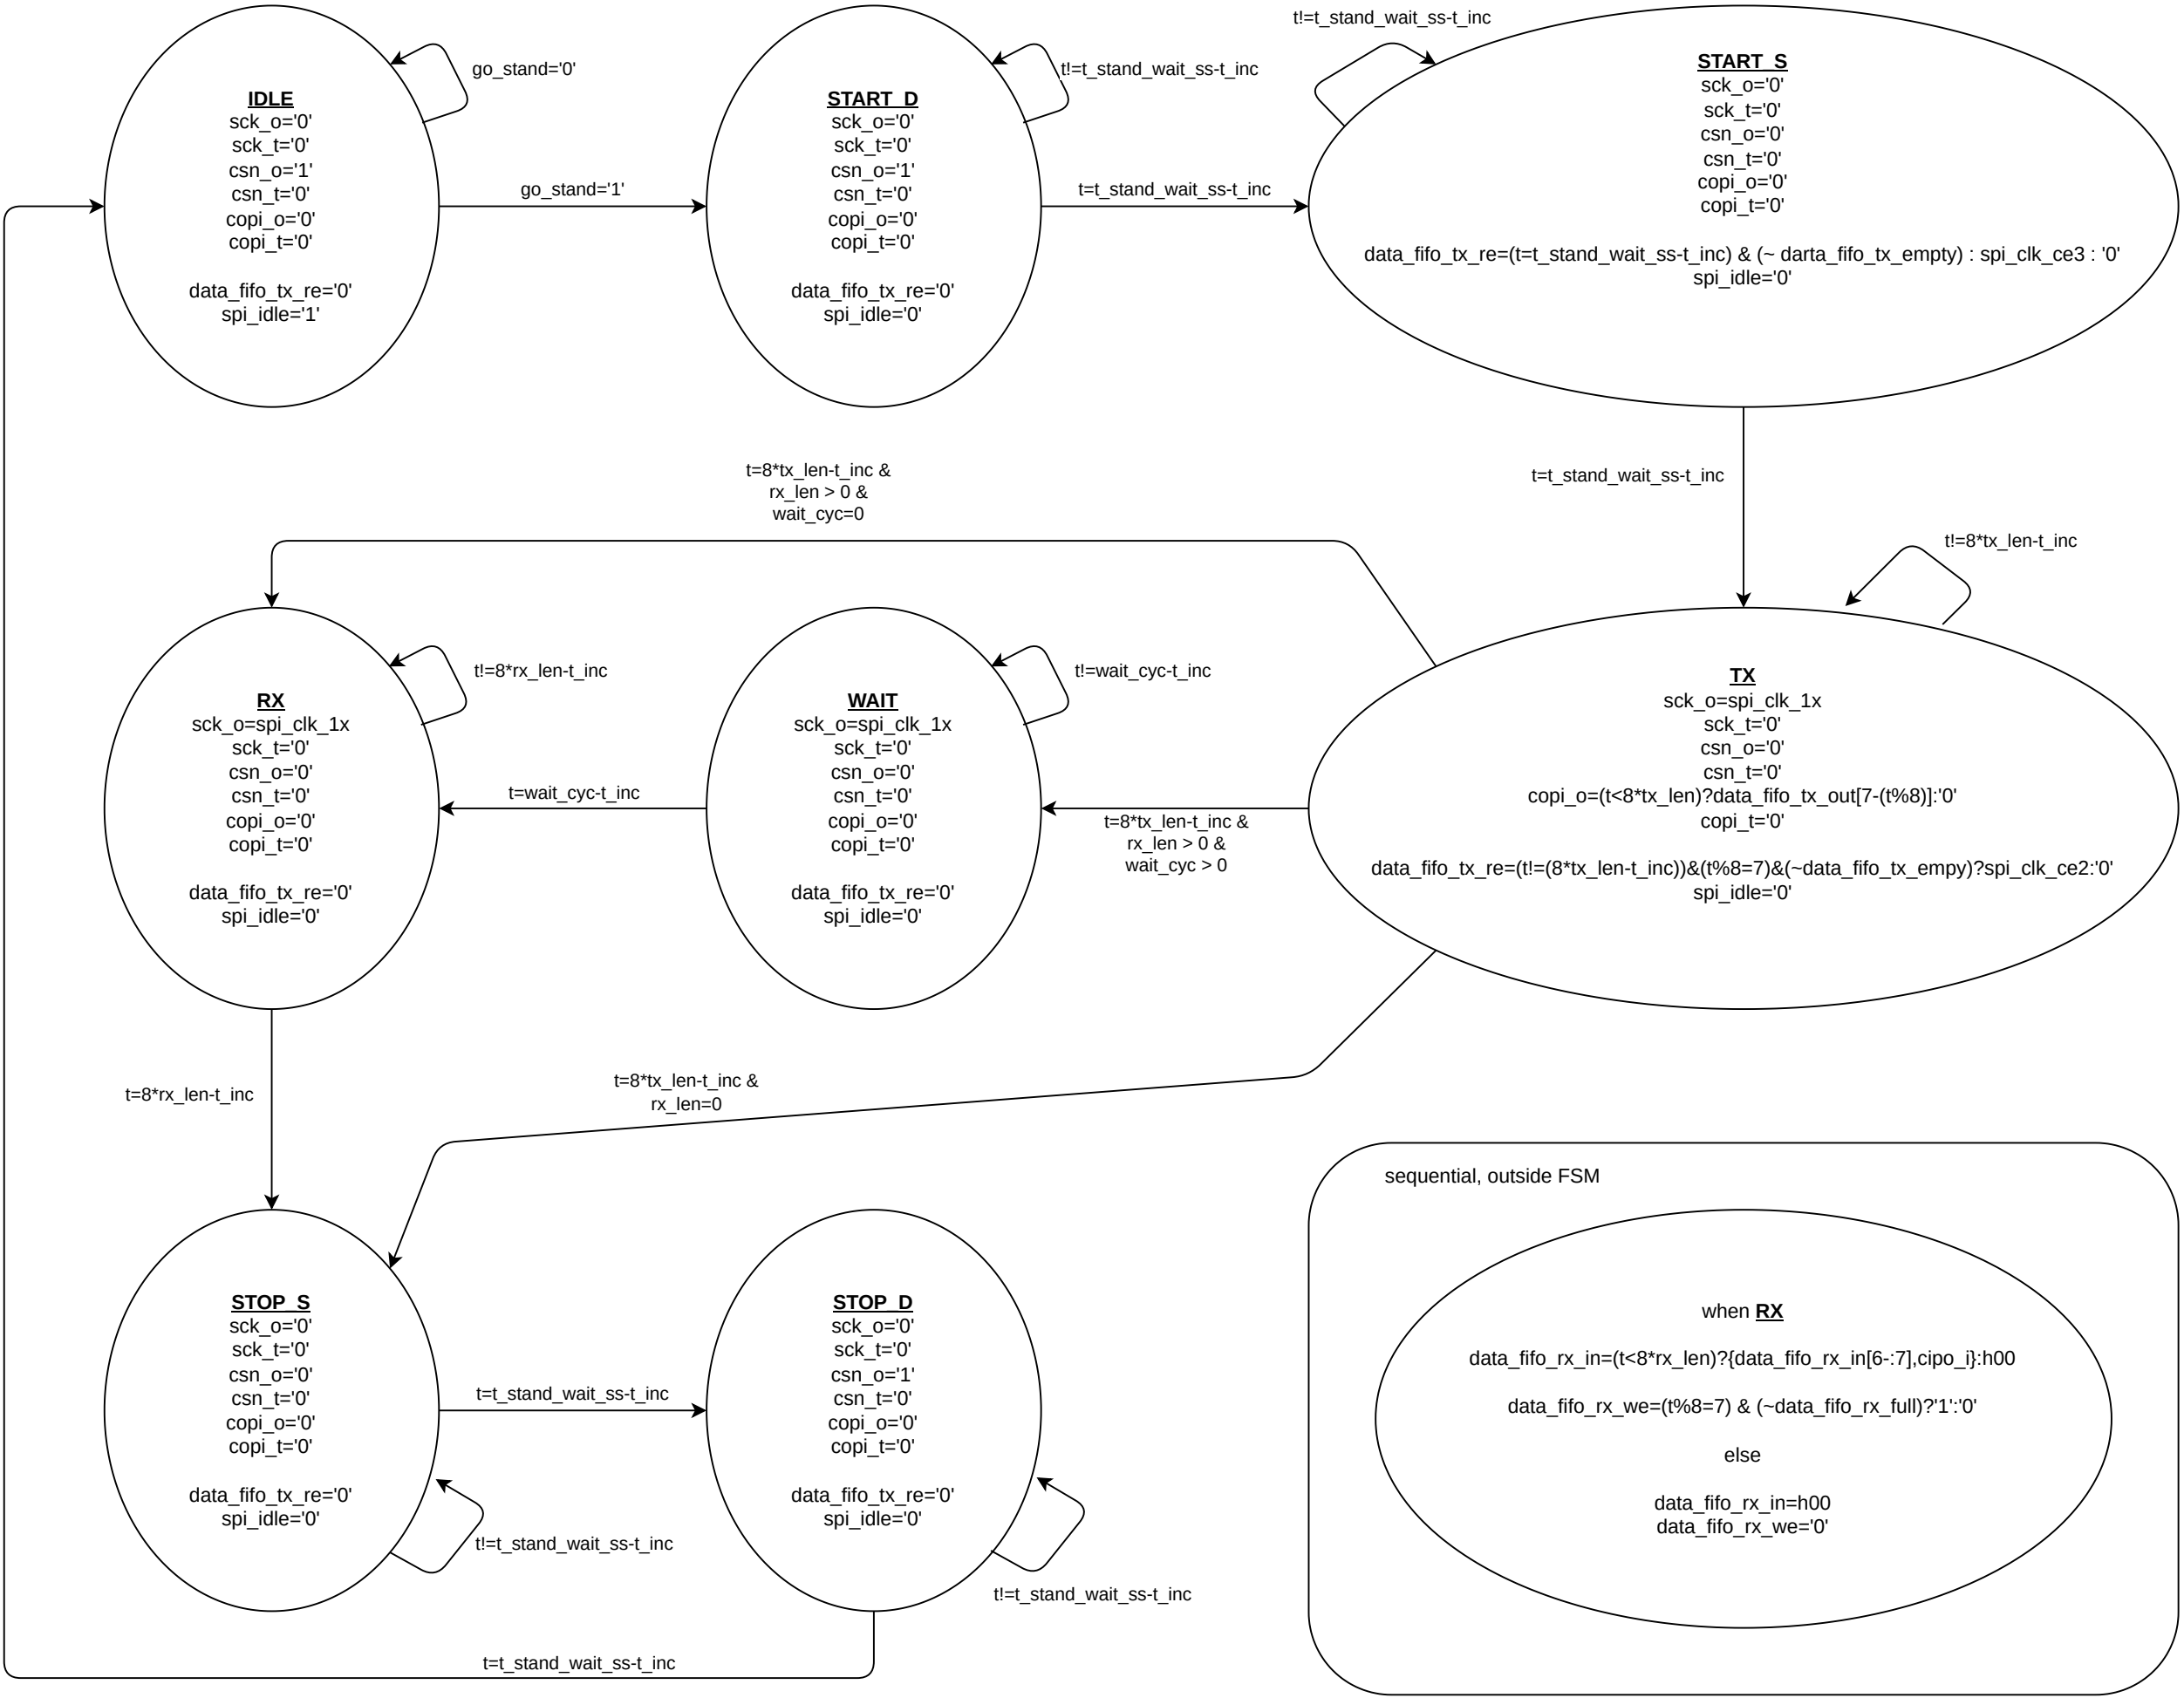 IDLE
sck_o='0'
sck_t='0'
csn_o='1'
csn_t='0'
copi_o='0'
copi_t='0'
data_fifo_tx_re='0'
spi_idle='1'
go_stand='0'
go_stand='1'
START_D
sck_o='0'
sck_t='0'
csn_o='1'
csn_t='0'
copi_o='0'
copi_t='0'
data_fifo_tx_re='0'
spi_idle='0'
t!=t_stand_wait_ss-t_inc
t=t_stand_wait_ss-t_inc
t!=t_stand_wait_ss-t_inc
START_S
sck_o='0'
sck_t='0'
csn_o='0'
csn_t='0'
copi_o='0'
copi_t='0'
data_fifo_tx_re=(t=t_stand_wait_ss-t_inc) & (~ darta_fifo_tx_empty) : spi_clk_ce3 : '0'
spi_idle='0'
t=t_stand_wait_ss-t_inc
t=8*tx_len-t_inc &
rx_len > 0 &
wait_cyc=0
t!=8*tx_len-t_inc
RX
sck_o=spi_clk_1x
sck_t='0'
csn_o='0'
csn_t='0'
copi_o='0'
copi_t='0'
data_fifo_tx_re='0'
spi_idle='0'
t!=8*rx_len-t_inc
t=wait_cyc-t_inc
WAIT
sck_o=spi_clk_1x
sck_t='0'
csn_o='0'
csn_t='0'
copi_o='0'
copi_t='0'
data_fifo_tx_re='0'
spi_idle='0'
t!=wait_cyc-t_inc
t=8*tx_len-t_inc &
rx_len > 0 &
wait_cyc > 0
TX
sck_o=spi_clk_1x
sck_t='0'
csn_o='0'
csn_t='0'
copi_o=(t<8*tx_len)?data_fifo_tx_out[7-(t%8)]:'0'
copi_t='0'
data_fifo_tx_re=(t!=(8*tx_len-t_inc))&(t%8=7)&(~data_fifo_tx_empy)?spi_clk_ce2:'0'
spi_idle='0'
t=8*rx_len-t_inc
t=8*tx_len-t_inc &
rx_len=0
STOP_S
sck_o='0'
sck_t='0'
csn_o='0'
csn_t='0'
copi_o='0'
copi_t='0'
data_fifo_tx_re='0'
spi_idle='0'
t=t_stand_wait_ss-t_inc
t!=t_stand_wait_ss-t_inc
STOP_D
sck_o='0'
sck_t='0'
csn_o='1'
csn_t='0'
copi_o='0'
copi_t='0'
data_fifo_tx_re='0'
spi_idle='0'
t!=t_stand_wait_ss-t_inc
t=t_stand_wait_ss-t_inc
sequential, outside FSM
when RX
data_fifo_rx_in=(t<8*rx_len)?{data_fifo_rx_in[6-:7],cipo_i}:h00
data_fifo_rx_we=(t%8=7) & (~data_fifo_rx_full)?'1':'0'
else
data_fifo_rx_in=h00
data_fifo_rx_we='0'